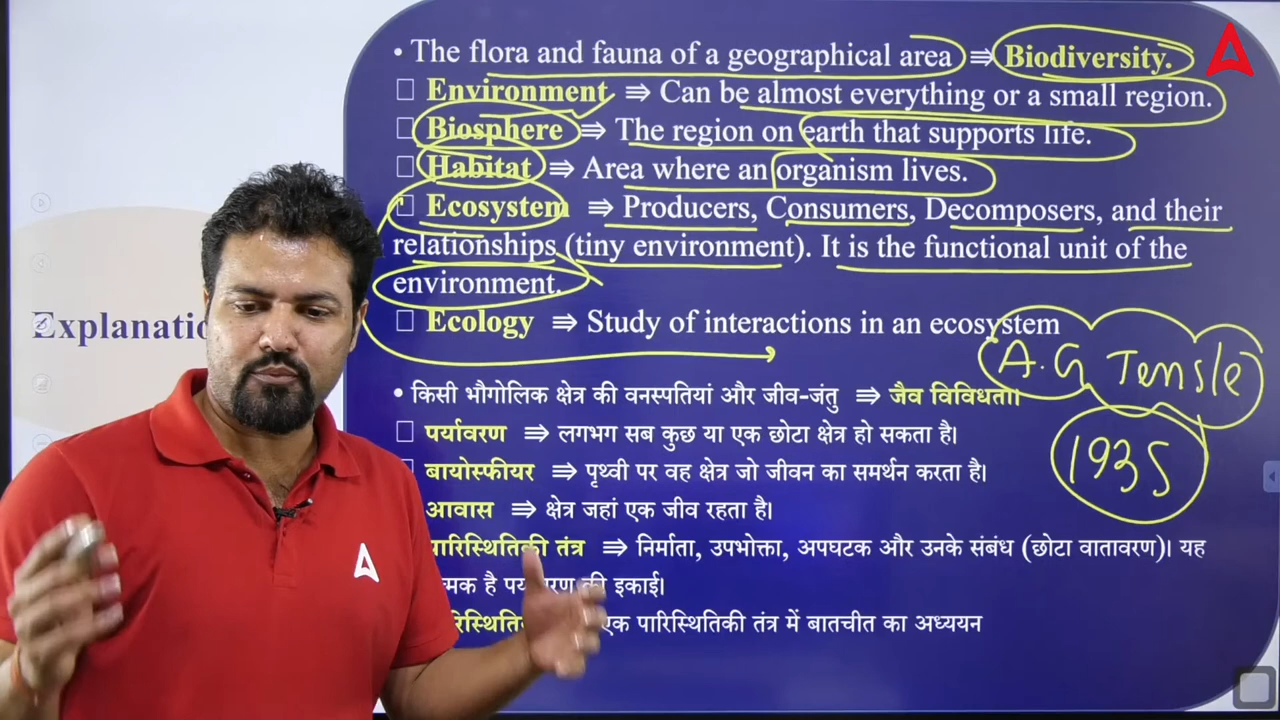 • The flora and fauna of a geographical area ⇛ Biodiversity.
□ Environment ⇛ Can be almost everything or a small region.
□ Biosphere ⇛ The region on earth that supports life.
□ Habitat ⇛ Area where an organism lives.
□ Ecosystem ⇛ Producers, Consumers, Decomposers, and their
relationships (tiny environment). It is the functional unit of the
environment.
□ Ecology ⇛ Study of interactions in an ecosystem
A.G Tensle
1935
Explanatio
• किसी भौगोलिक क्षेत्र की वनस्पतियां और जीव-जंतु ⇛ जैव विविधता।
□ पर्यावरण ⇛ लगभग सब कुछ या एक छोटा क्षेत्र हो सकता है।
□ बायोस्फीयर ⇛ पृथ्वी पर वह क्षेत्र जो जीवन का समर्थन करता है।
आवास ⇛ क्षेत्र जहां एक जीव रहता है।
पारिस्थितिकी तंत्र ⇛ निर्माता, उपभोक्ता, अपघटक और उनके संबंध (छोटा वातावरण)। यह
है पर्यावरण की इकाई।
एक पारिस्थितिकी तंत्र में बातचीत का अध्ययन